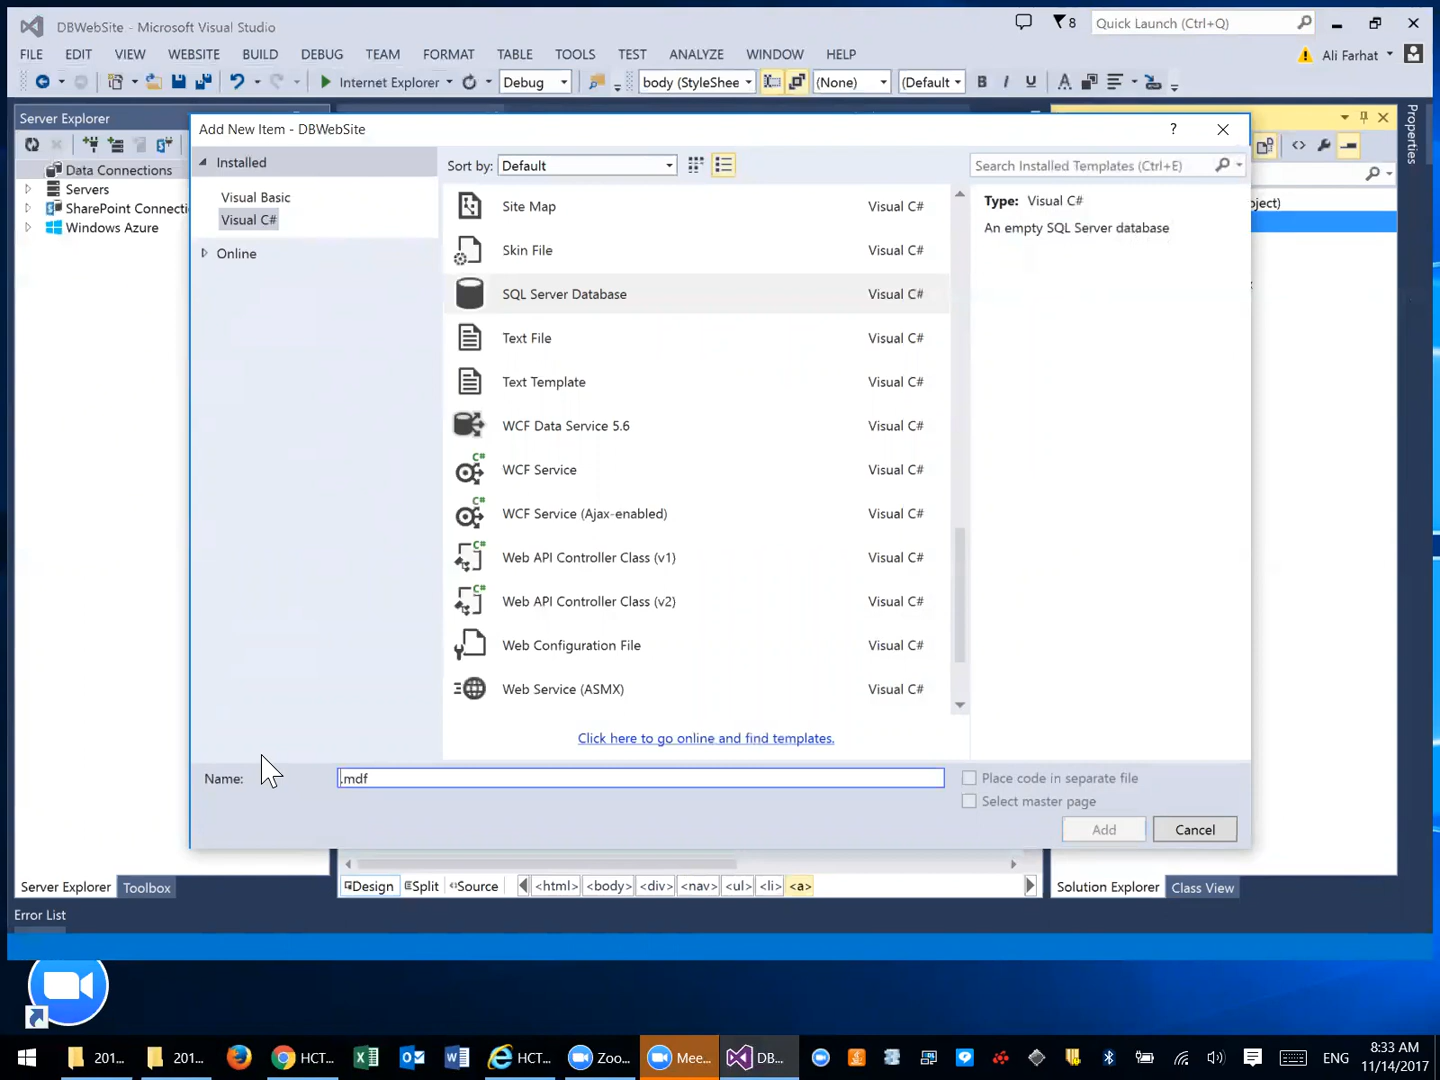 DBWebSite - Microsoft Visual Studio
8
Quick Launch (Ctrl+Q)
FILE EDIT VIEW WEBSITE BUILD DEBUG TEAM FORMAT TABLE TOOLS TEST ANALYZE WINDOW HELP
Ali Farhat
Internet Explorer Debug body (StyleShee (None) (Default B I U A
Server Explorer
Data Connections
Servers
SharePoint Connecti
Windows Azure
Properties
Add New Item - DBWebSite
?
Installed
Visual Basic
Visual C#
Online
Sort by: Default
Search Installed Templates (Ctrl+E)
Site Map Visual C#
Skin File Visual C#
SQL Server Database Visual C#
Text File Visual C#
Text Template Visual C#
WCF Data Service 5.6 Visual C#
WCF Service Visual C#
WCF Service (Ajax-enabled) Visual C#
Web API Controller Class (v1) Visual C#
Web API Controller Class (v2) Visual C#
Web Configuration File Visual C#
Web Service (ASMX) Visual C#
Click here to go online and find templates.
Type: Visual C#
An empty SQL Server database
ject)
Name: .mdf
Place code in separate file
Select master page
Add Cancel
Design Split Source <html> <body> <div> <nav> <ul> <li> <a>
Server Explorer Toolbox
Solution Explorer Class View
Error List
201... 201... HCT... HCT... Zoo... Mee... DB... ENG
8:33 AM
11/14/2017